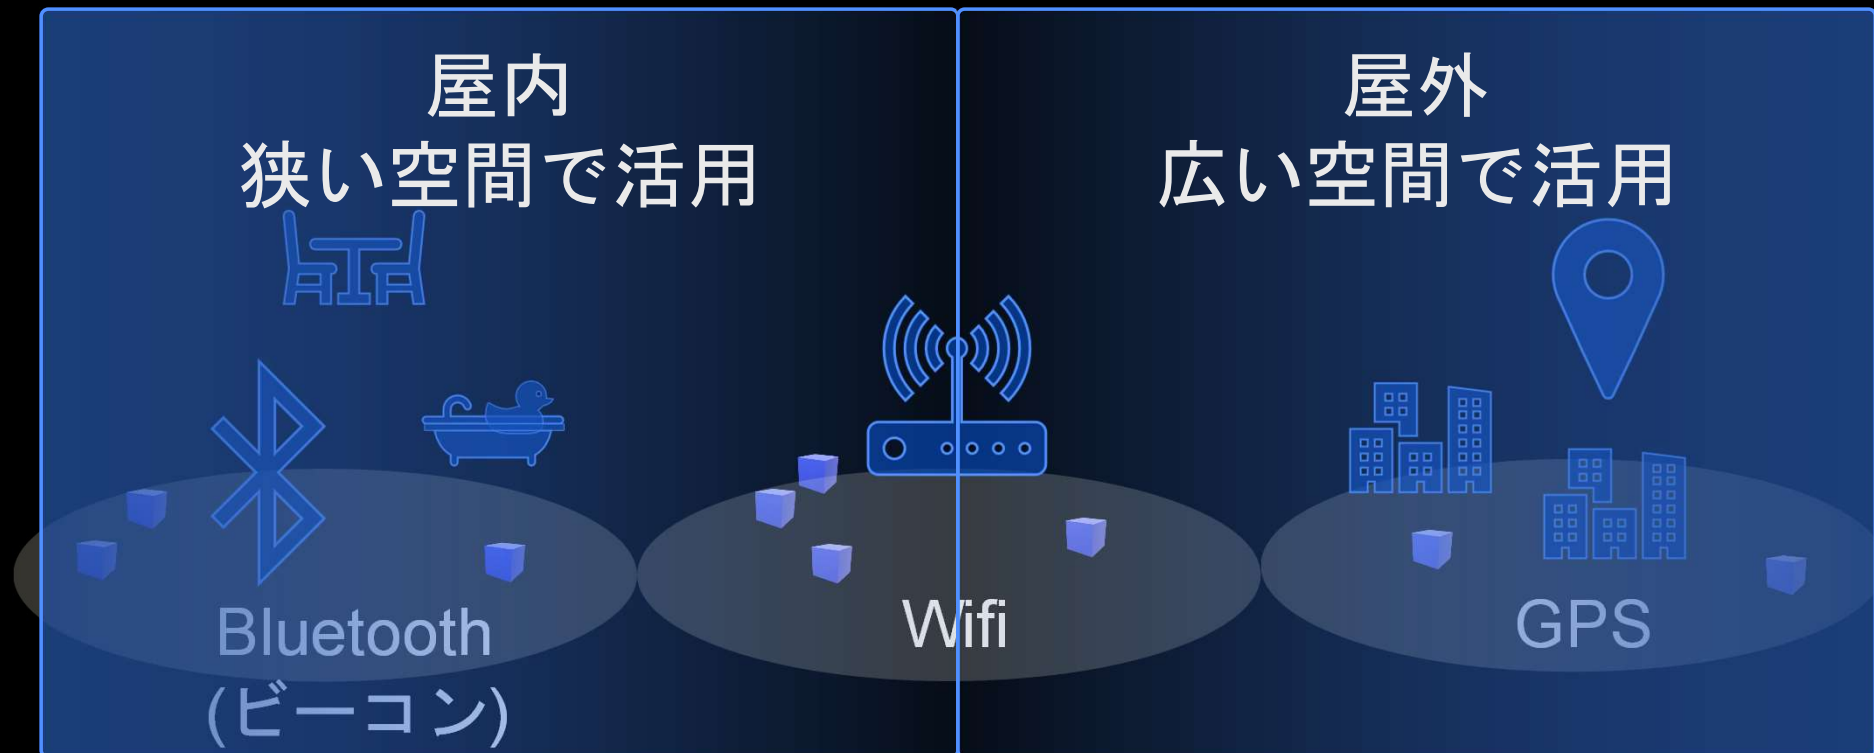 屋内
狭い空間で活用
屋外
広い空間で活用
Bluetooth
(ビーコン)
Wifi
GPS